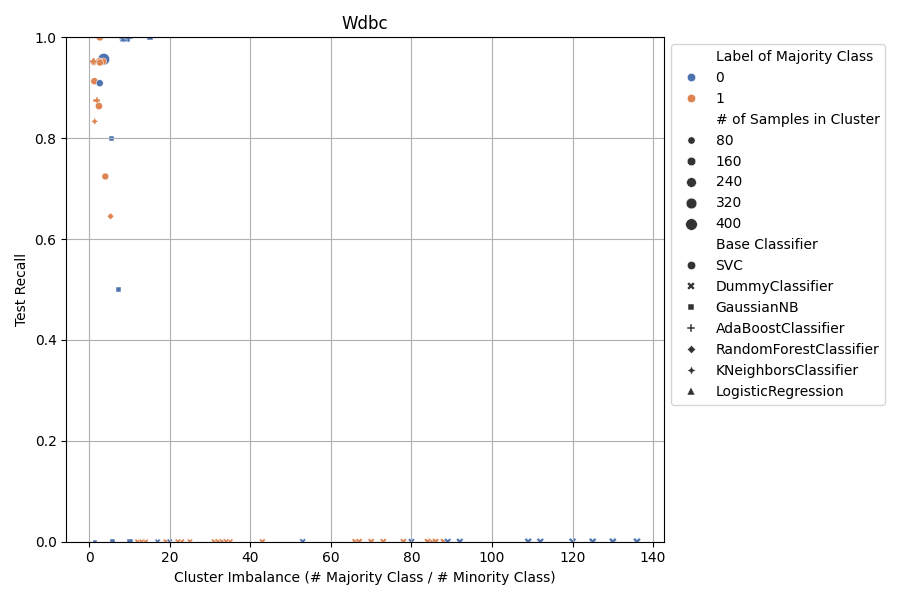 Wdbc
1.0
0.8
0.6
0.4
0.2
0.0
Test Recall
0 20 40 60 80 100 120 140
Cluster Imbalance (# Majority Class / # Minority Class)
Label of Majority Class
0
1
# of Samples in Cluster
80
160
240
320
400
Base Classifier
SVC
DummyClassifier
GaussianNB
AdaBoostClassifier
RandomForestClassifier
KNeighborsClassifier
LogisticRegression